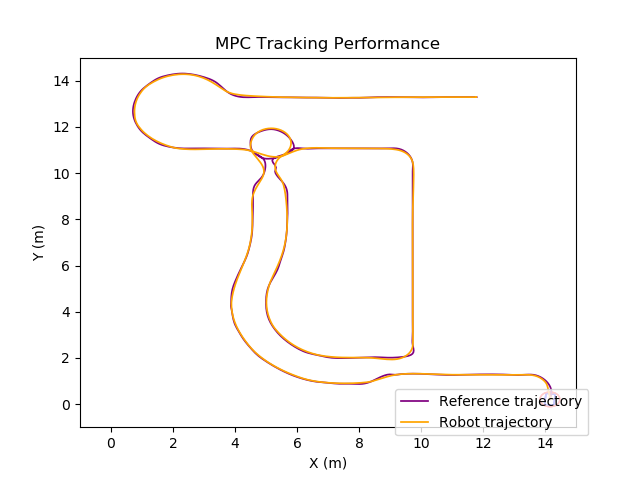 MPC Tracking Performance
14
12
10
8
6
4
2
0
Y (m)
Reference trajectory
Robot trajectory
0 2 4 6 8 10 12 14
X (m)